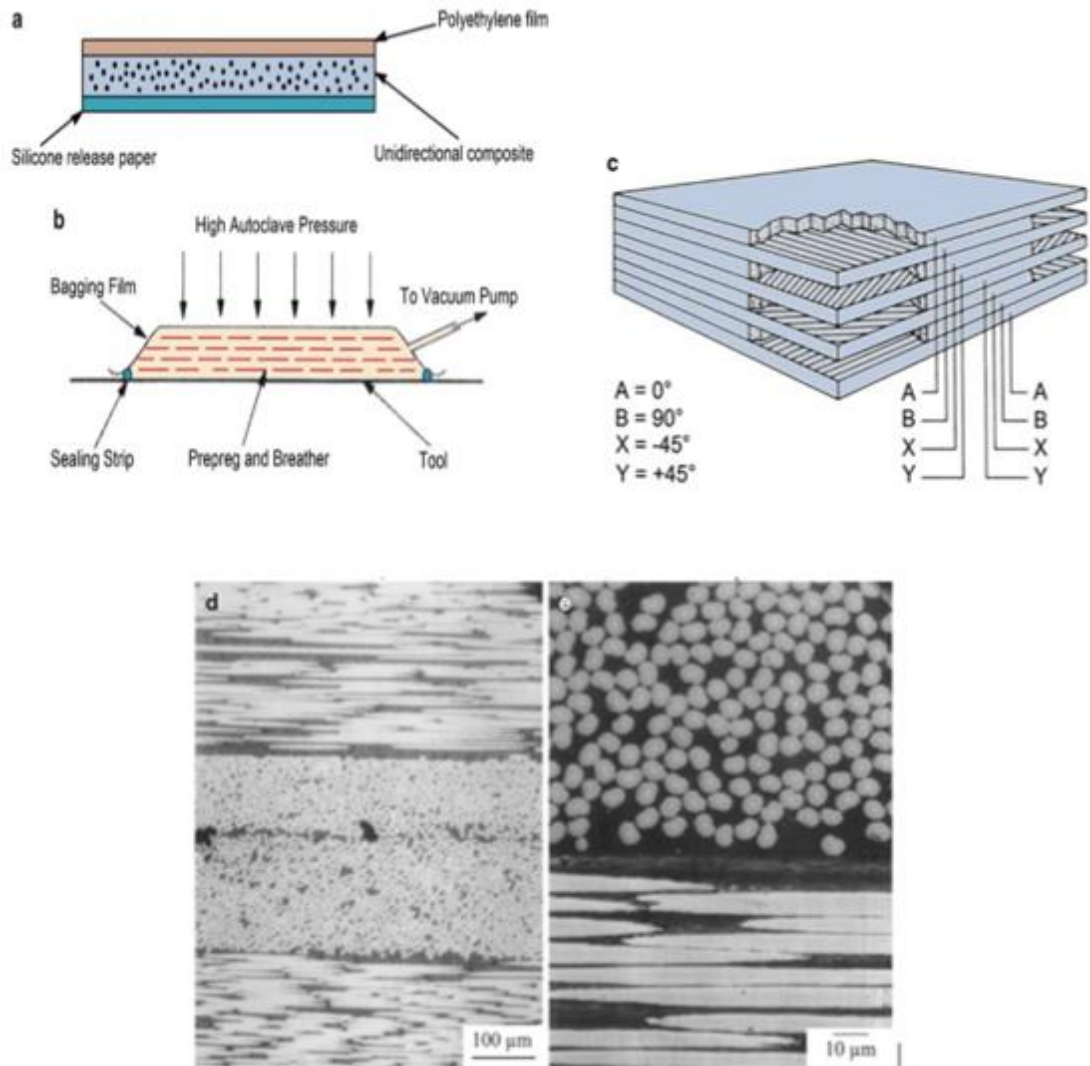 a
Polyethylene film
Silicone release paper
Unidirectional composite
b
High Autoclave Pressure
Bagging Film
To Vacuum Pump
Sealing Strip
Prepreg and Breather
Tool
c
A = 0°
B = 90°
X = -45°
Y = +45°
A
B
X
Y
A
B
X
Y
d
e
100 µm
10 µm